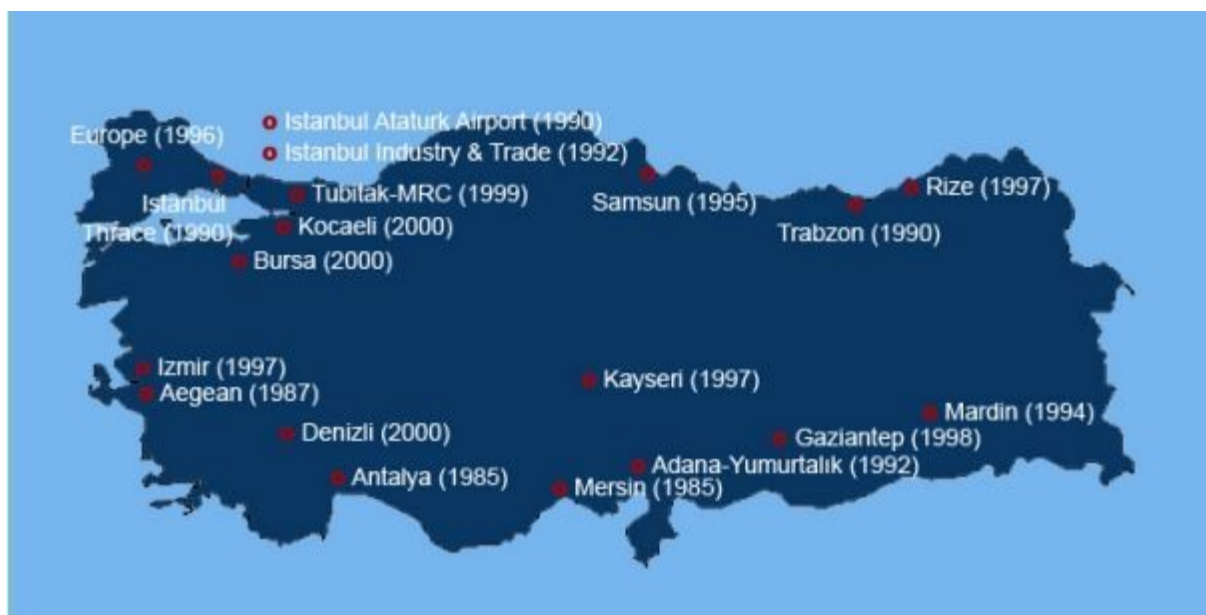 Istanbul Ataturk Airport (1990)
Europe (1996)
Istanbul Industry & Trade (1992)
Tubitak-MRC (1999)
Samsun (1995)
Rize (1997)
Istanbul
Thrace (1990)
Kocaeli (2000)
Trabzon (1990)
Bursa (2000)
Izmir (1997)
Aegean (1987)
Kayseri (1997)
Mardin (1994)
Denizli (2000)
Gaziantep (1998)
Antalya (1985)
Adana-Yumurtalık (1992)
Mersin (1985)